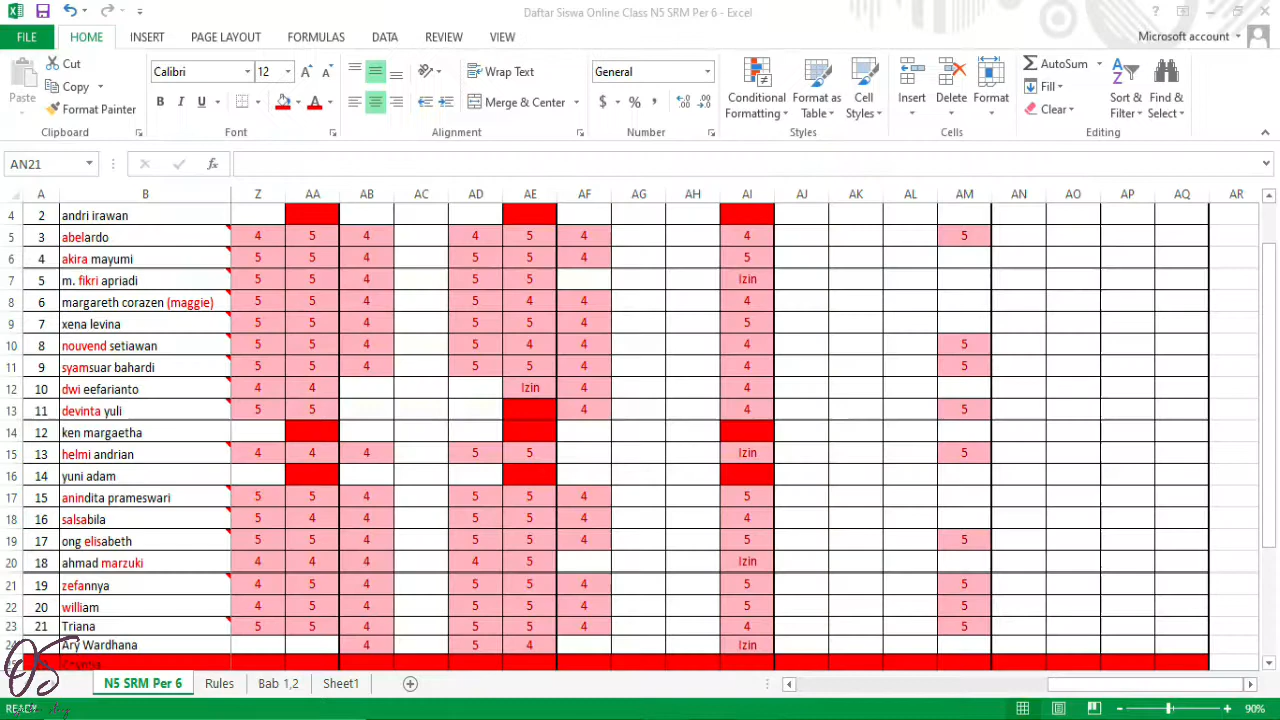 Daftar Siswa Online Class N5 SRM Per 6 - Excel
FILE HOME INSERT PAGE LAYOUT FORMULAS DATA REVIEW VIEW Microsoft account
Cut
Copy
Format Painter
Paste
Clipboard
Calibri 12
B I U
Font
Wrap Text
Merge & Center
Alignment
General
$ % ,
Number
Conditional Formatting
Format as Table
Cell Styles
Styles
Insert Delete Format
Cells
AutoSum
Fill
Clear
Sort & Filter
Find & Select
Editing
AN21
A B Z AA AB AC AD AE AF AG AH AI AJ AK AL AM AN AO AP AQ AR
4 2 andri irawan
5 3 abelardo 4 5 4 4 5 4 4 5
6 4 akira mayumi 5 5 4 5 5 4 5
7 5 m. fikri apriadi 5 5 4 5 5 Izin
8 6 margareth corazen (maggie) 5 5 4 5 4 4 4
9 7 xena levina 5 5 4 5 5 4 5
10 8 nouvend setiawan 5 5 4 5 4 4 4 5
11 9 syamsuar bahardi 5 5 4 5 5 4 4 5
12 10 dwi eefarianto 4 4 Izin 4 4
13 11 devinta yuli 5 5 4 4 5
14 12 ken margaetha
15 13 helmi andrian 4 4 4 5 5 Izin 5
16 14 yuni adam
17 15 anindita prameswari 5 5 4 5 5 4 5
18 16 salsabila 5 4 4 5 5 4 4
19 17 ong elisabeth 5 5 4 5 5 4 5 5
20 18 ahmad marzuki 4 4 4 4 5 Izin
21 19 zefannya 4 5 4 5 5 4 5 5
22 20 william 4 5 4 5 5 4 5 5
23 21 Triana 5 5 4 5 5 4 4 5
Ary Wardhana 4 5 4 Izin
N5 SRM Per 6 Rules Bab 1,2 Sheet1
READY 90%